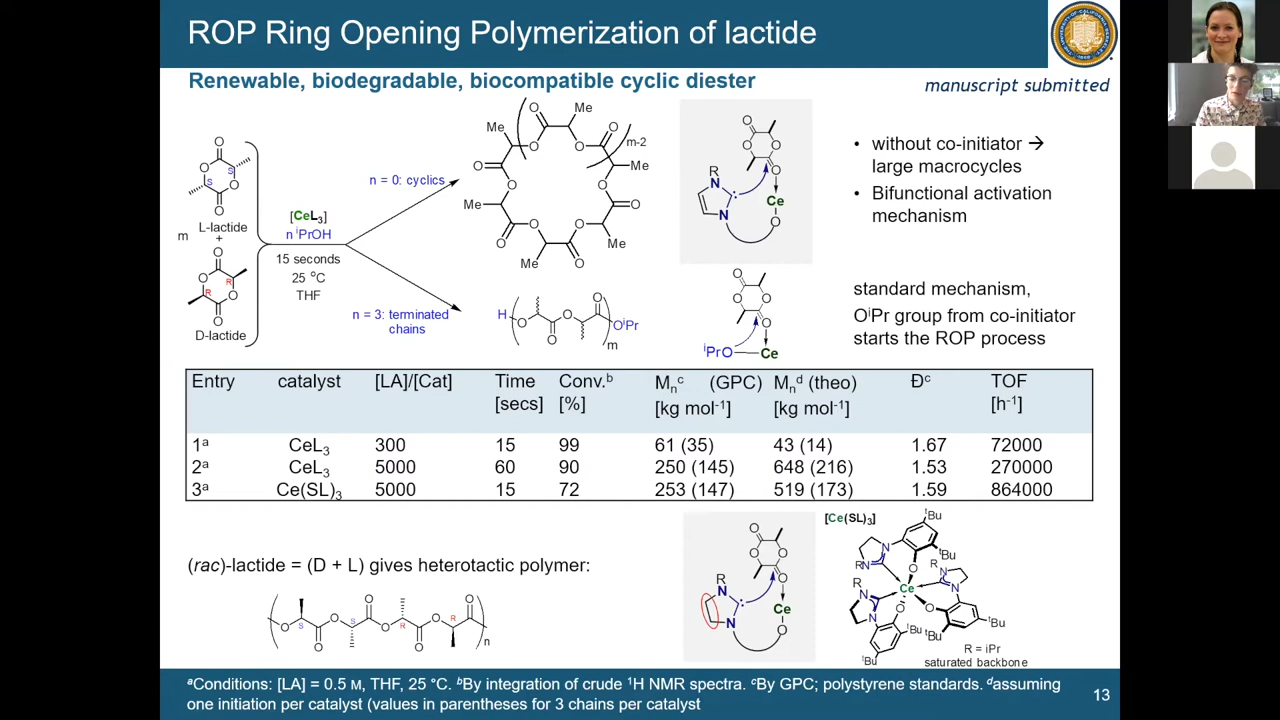 ROP Ring Opening Polymerization of lactide
Renewable, biodegradable, biocompatible cyclic diester
manuscript submitted
L-lactide
+
m
D-lactide
[CeL₃]
n ⁱPrOH
15 seconds
25 °C
THF
n = 0: cyclics
n = 3: terminated
chains
m-2
Me
Me
Me
Me
Me
Me
H
OⁱPr
m
R
N
N
Ce
O
ⁱPrO
Ce
• without co-initiator →
large macrocycles
• Bifunctional activation
mechanism
standard mechanism,
OⁱPr group from co-initiator
starts the ROP process
Entry catalyst [LA]/[Cat] Time [secs] Conv.ᵇ [%] Mₙᶜ (GPC) [kg mol⁻¹] Mₙᵈ (theo) [kg mol⁻¹] Đᶜ TOF [h⁻¹]
1ᵃ CeL₃ 300 15 99 61 (35) 43 (14) 1.67 72000
2ᵃ CeL₃ 5000 60 90 250 (145) 648 (216) 1.53 270000
3ᵃ Ce(SL)₃ 5000 15 72 253 (147) 519 (173) 1.59 864000
(rac)-lactide = (D + L) gives heterotactic polymer:
S
S
R
R
n
R
N
N
Ce
O
[Ce(SL)₃]
ᵗBu
ᵗBu
ᵗBu
ᵗBu
ᵗBu
ᵗBu
Ce
R = iPr
saturated backbone
ᵃConditions: [LA] = 0.5 M, THF, 25 °C. ᵇBy integration of crude ¹H NMR spectra. ᶜBy GPC; polystyrene standards. ᵈassuming
one initiation per catalyst (values in parentheses for 3 chains per catalyst
13